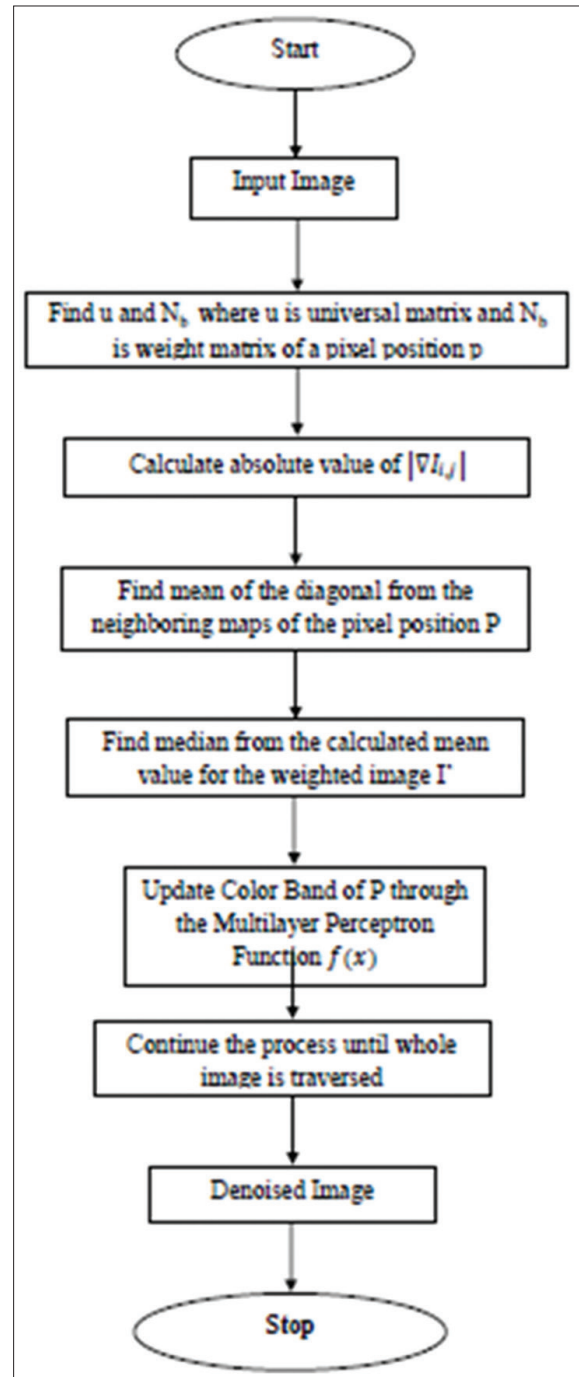 Start
Input Image
Find u and N_b where u is universal matrix and N_b
is weight matrix of a pixel position p
Calculate absolute value of |∇I_{i,j}|
Find mean of the diagonal from the
neighboring maps of the pixel position P
Find median from the calculated mean
value for the weighted image I'
Update Color Band of P through
the Multilayer Perceptron
Function f(x)
Continue the process until whole
image is traversed
Denoised Image
Stop